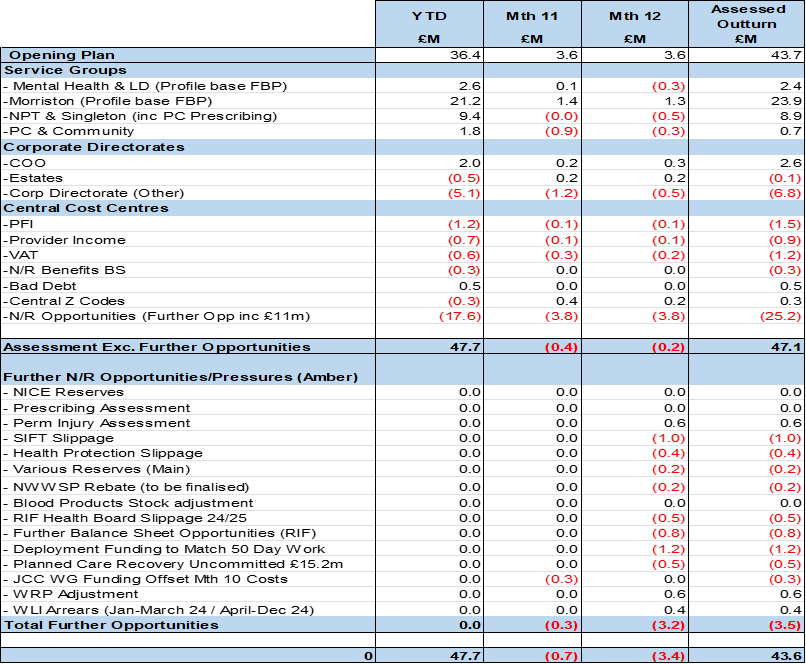 YTD Mth 11 Mth 12 Assessed Outturn
£M £M £M £M
Opening Plan 36.4 3.6 3.6 43.7
Service Groups
- Mental Health & LD (Profile base FBP) 2.6 0.1 (0.3) 2.4
-Morriston (Profile base FBP) 21.2 1.4 1.3 23.9
-NPT & Singleton (inc PC Prescribing) 9.4 (0.0) (0.5) 8.9
-PC & Community 1.8 (0.9) (0.3) 0.7
Corporate Directorates
-COO 2.0 0.2 0.3 2.6
-Estates (0.5) 0.2 0.2 (0.1)
-Corp Directorate (Other) (5.1) (1.2) (0.5) (6.8)
Central Cost Centres
-PFI (1.2) (0.1) (0.1) (1.5)
-Provider Income (0.7) (0.1) (0.1) (0.9)
-VAT (0.6) (0.3) (0.2) (1.2)
-N/R Benefits BS (0.3) 0.0 0.0 (0.3)
-Bad Debt 0.5 0.0 0.0 0.5
-Central Z Codes (0.3) 0.4 0.2 0.3
-N/R Opportunities (Further Opp inc £11m) (17.6) (3.8) (3.8) (25.2)
Assessment Exc. Further Opportunities 47.7 (0.4) (0.2) 47.1
Further N/R Opportunities/Pressures (Amber)
- NICE Reserves 0.0 0.0 0.0 0.0
- Prescribing Assessment 0.0 0.0 0.0 0.0
- Perm Injury Assessment 0.0 0.0 0.6 0.6
- SIFT Slippage 0.0 0.0 (1.0) (1.0)
- Health Protection Slippage 0.0 0.0 (0.4) (0.4)
- Various Reserves (Main) 0.0 0.0 (0.2) (0.2)
- NWWSP Rebate (to be finalised) 0.0 0.0 (0.2) (0.2)
- Blood Products Stock adjustment 0.0 0.0 0.0 0.0
- RIF Health Board Slippage 24/25 0.0 0.0 (0.5) (0.5)
- Further Balance Sheet Opportunities (RIF) 0.0 0.0 (0.8) (0.8)
- Deployment Funding to Match 50 Day Work 0.0 0.0 (1.2) (1.2)
- Planned Care Recovery Uncommitted £15.2m 0.0 0.0 (0.5) (0.5)
- JCC WG Funding Offset Mth 10 Costs 0.0 (0.3) 0.0 (0.3)
- WRP Adjustment 0.0 0.0 0.6 0.6
- WLI Arrears (Jan-March 24 / April-Dec 24) 0.0 0.0 0.4 0.4
Total Further Opportunities 0.0 (0.3) (3.2) (3.5)
0 47.7 (0.7) (3.4) 43.6